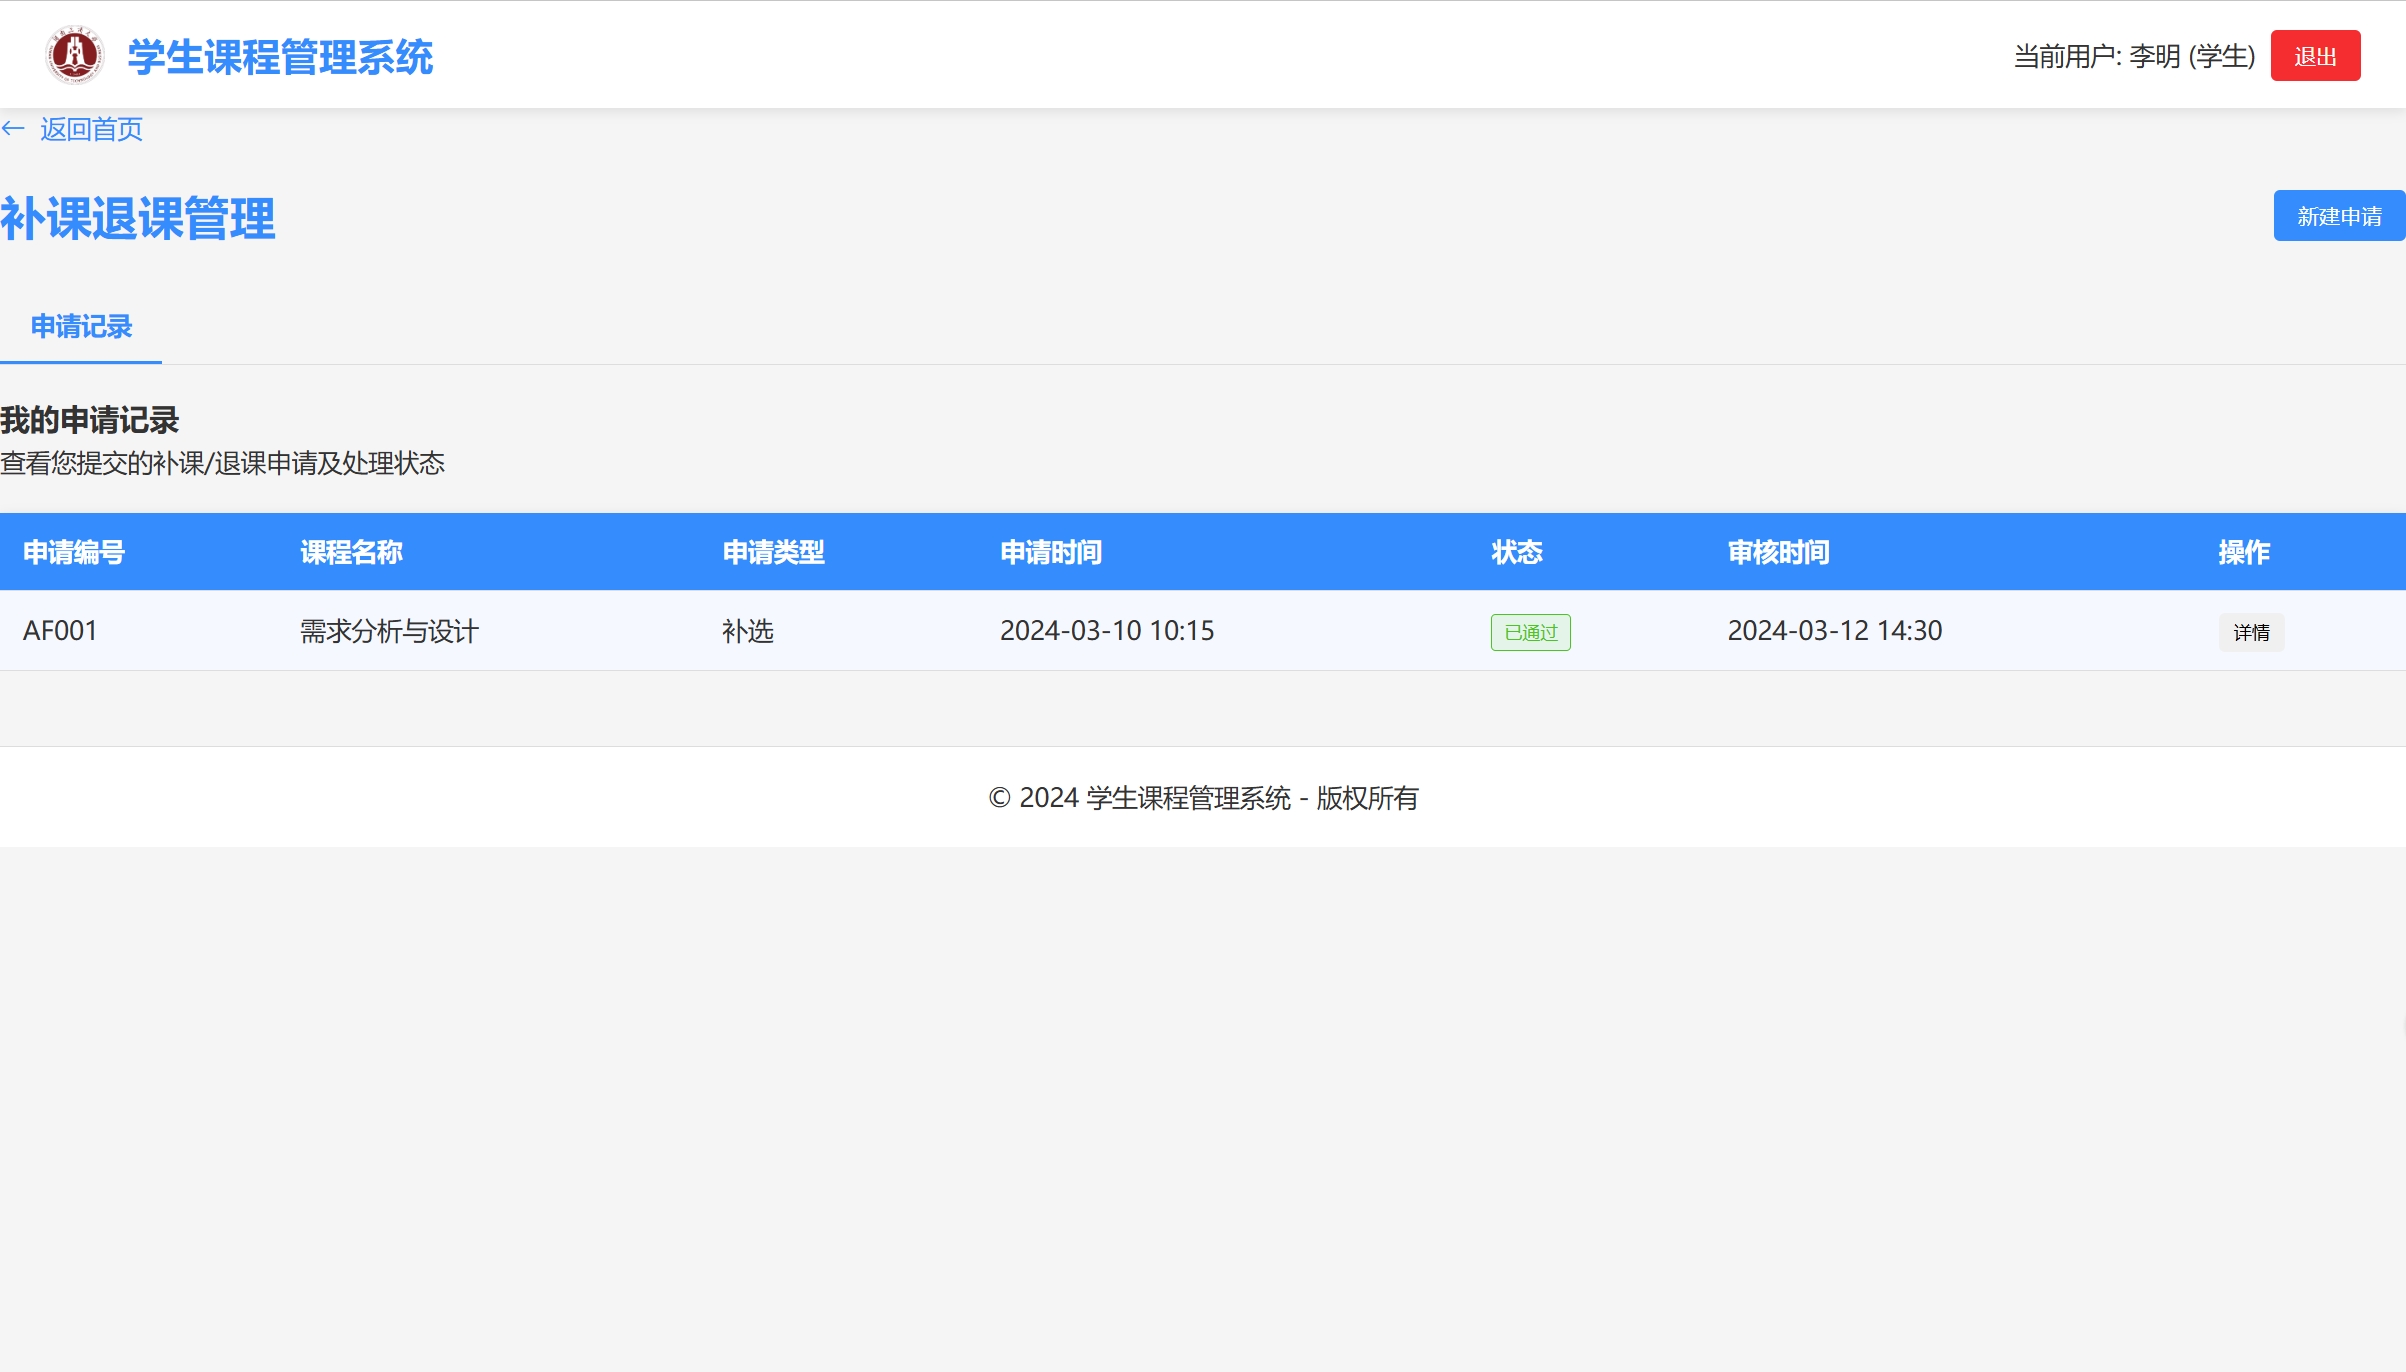 学生课程管理系统
当前用户: 李明 (学生)
退出
← 返回首页
补课退课管理
新建申请
申请记录
我的申请记录
查看您提交的补课/退课申请及处理状态
申请编号 课程名称 申请类型 申请时间 状态 审核时间 操作
AF001 需求分析与设计 补选 2024-03-10 10:15 已通过 2024-03-12 14:30 详情
© 2024 学生课程管理系统 - 版权所有